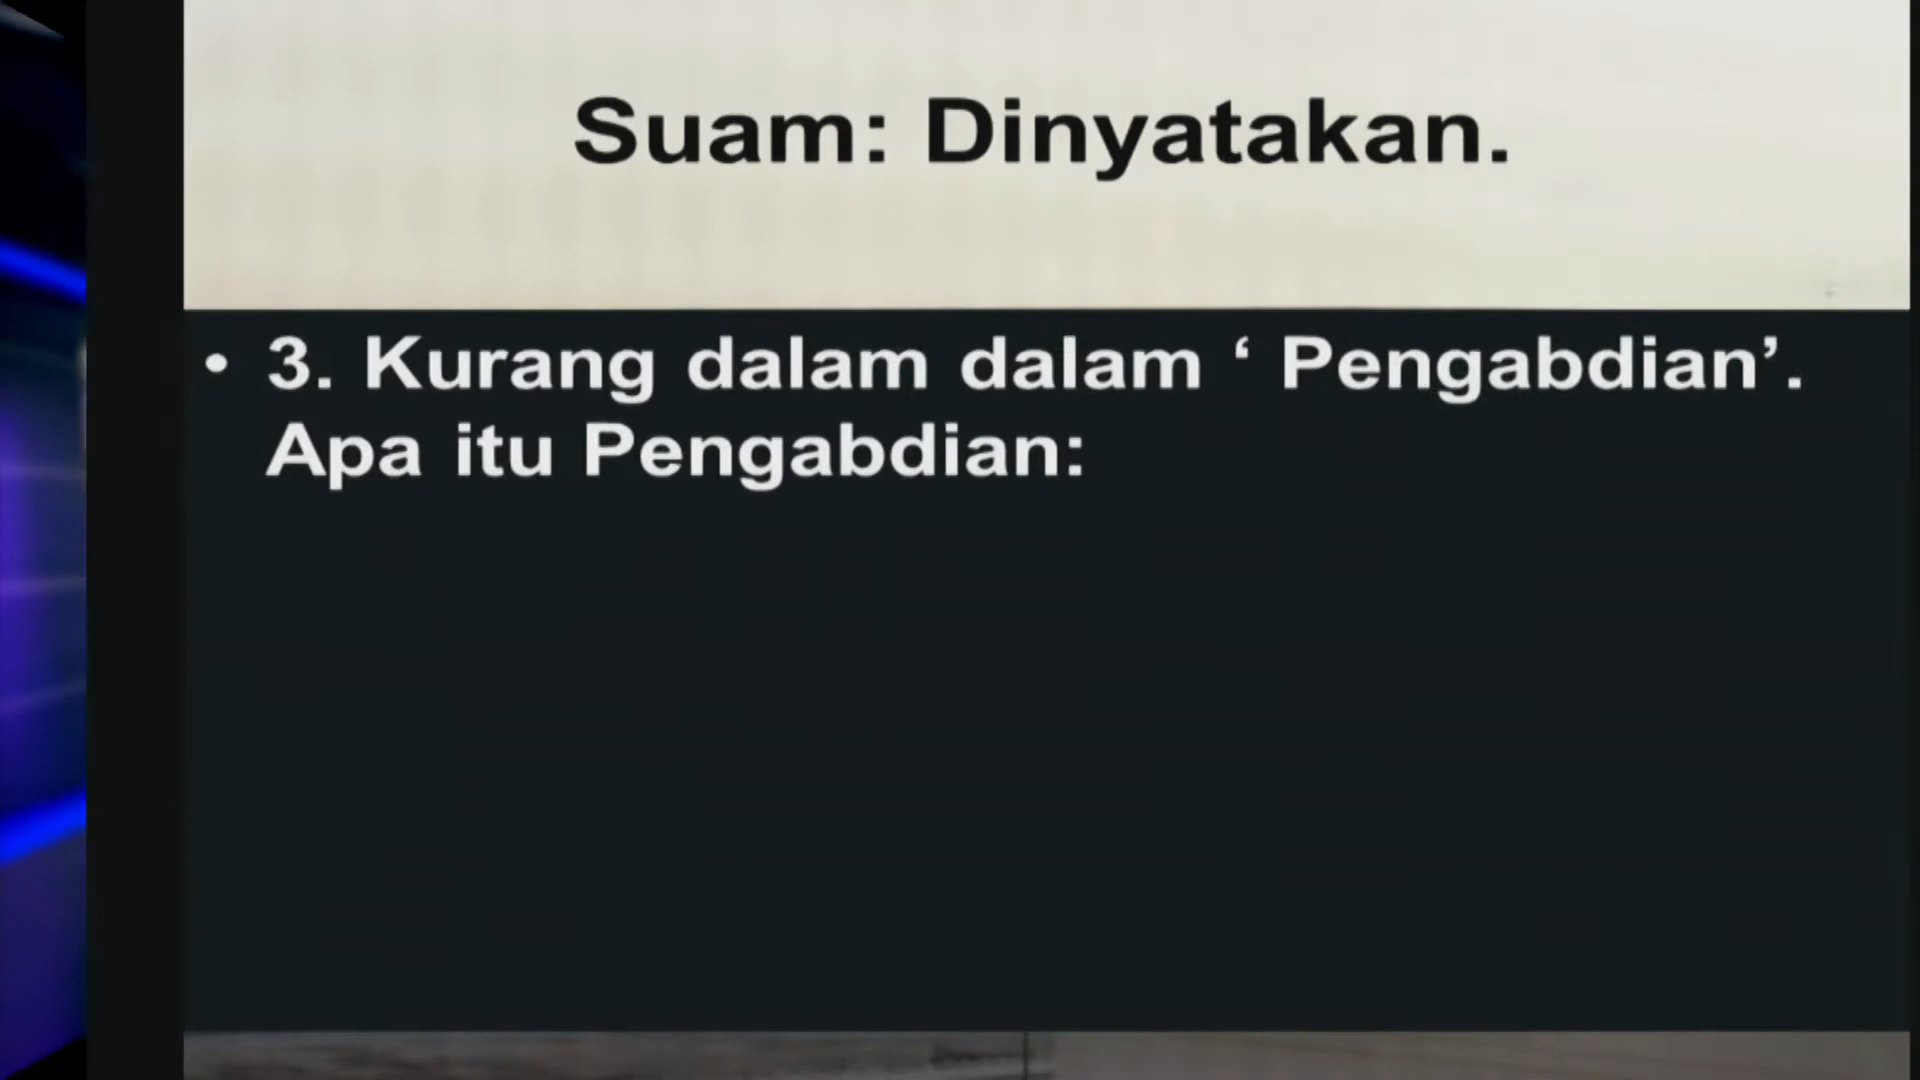 Suam: Dinyatakan.
• 3. Kurang dalam dalam ‘ Pengabdian’.
Apa itu Pengabdian: